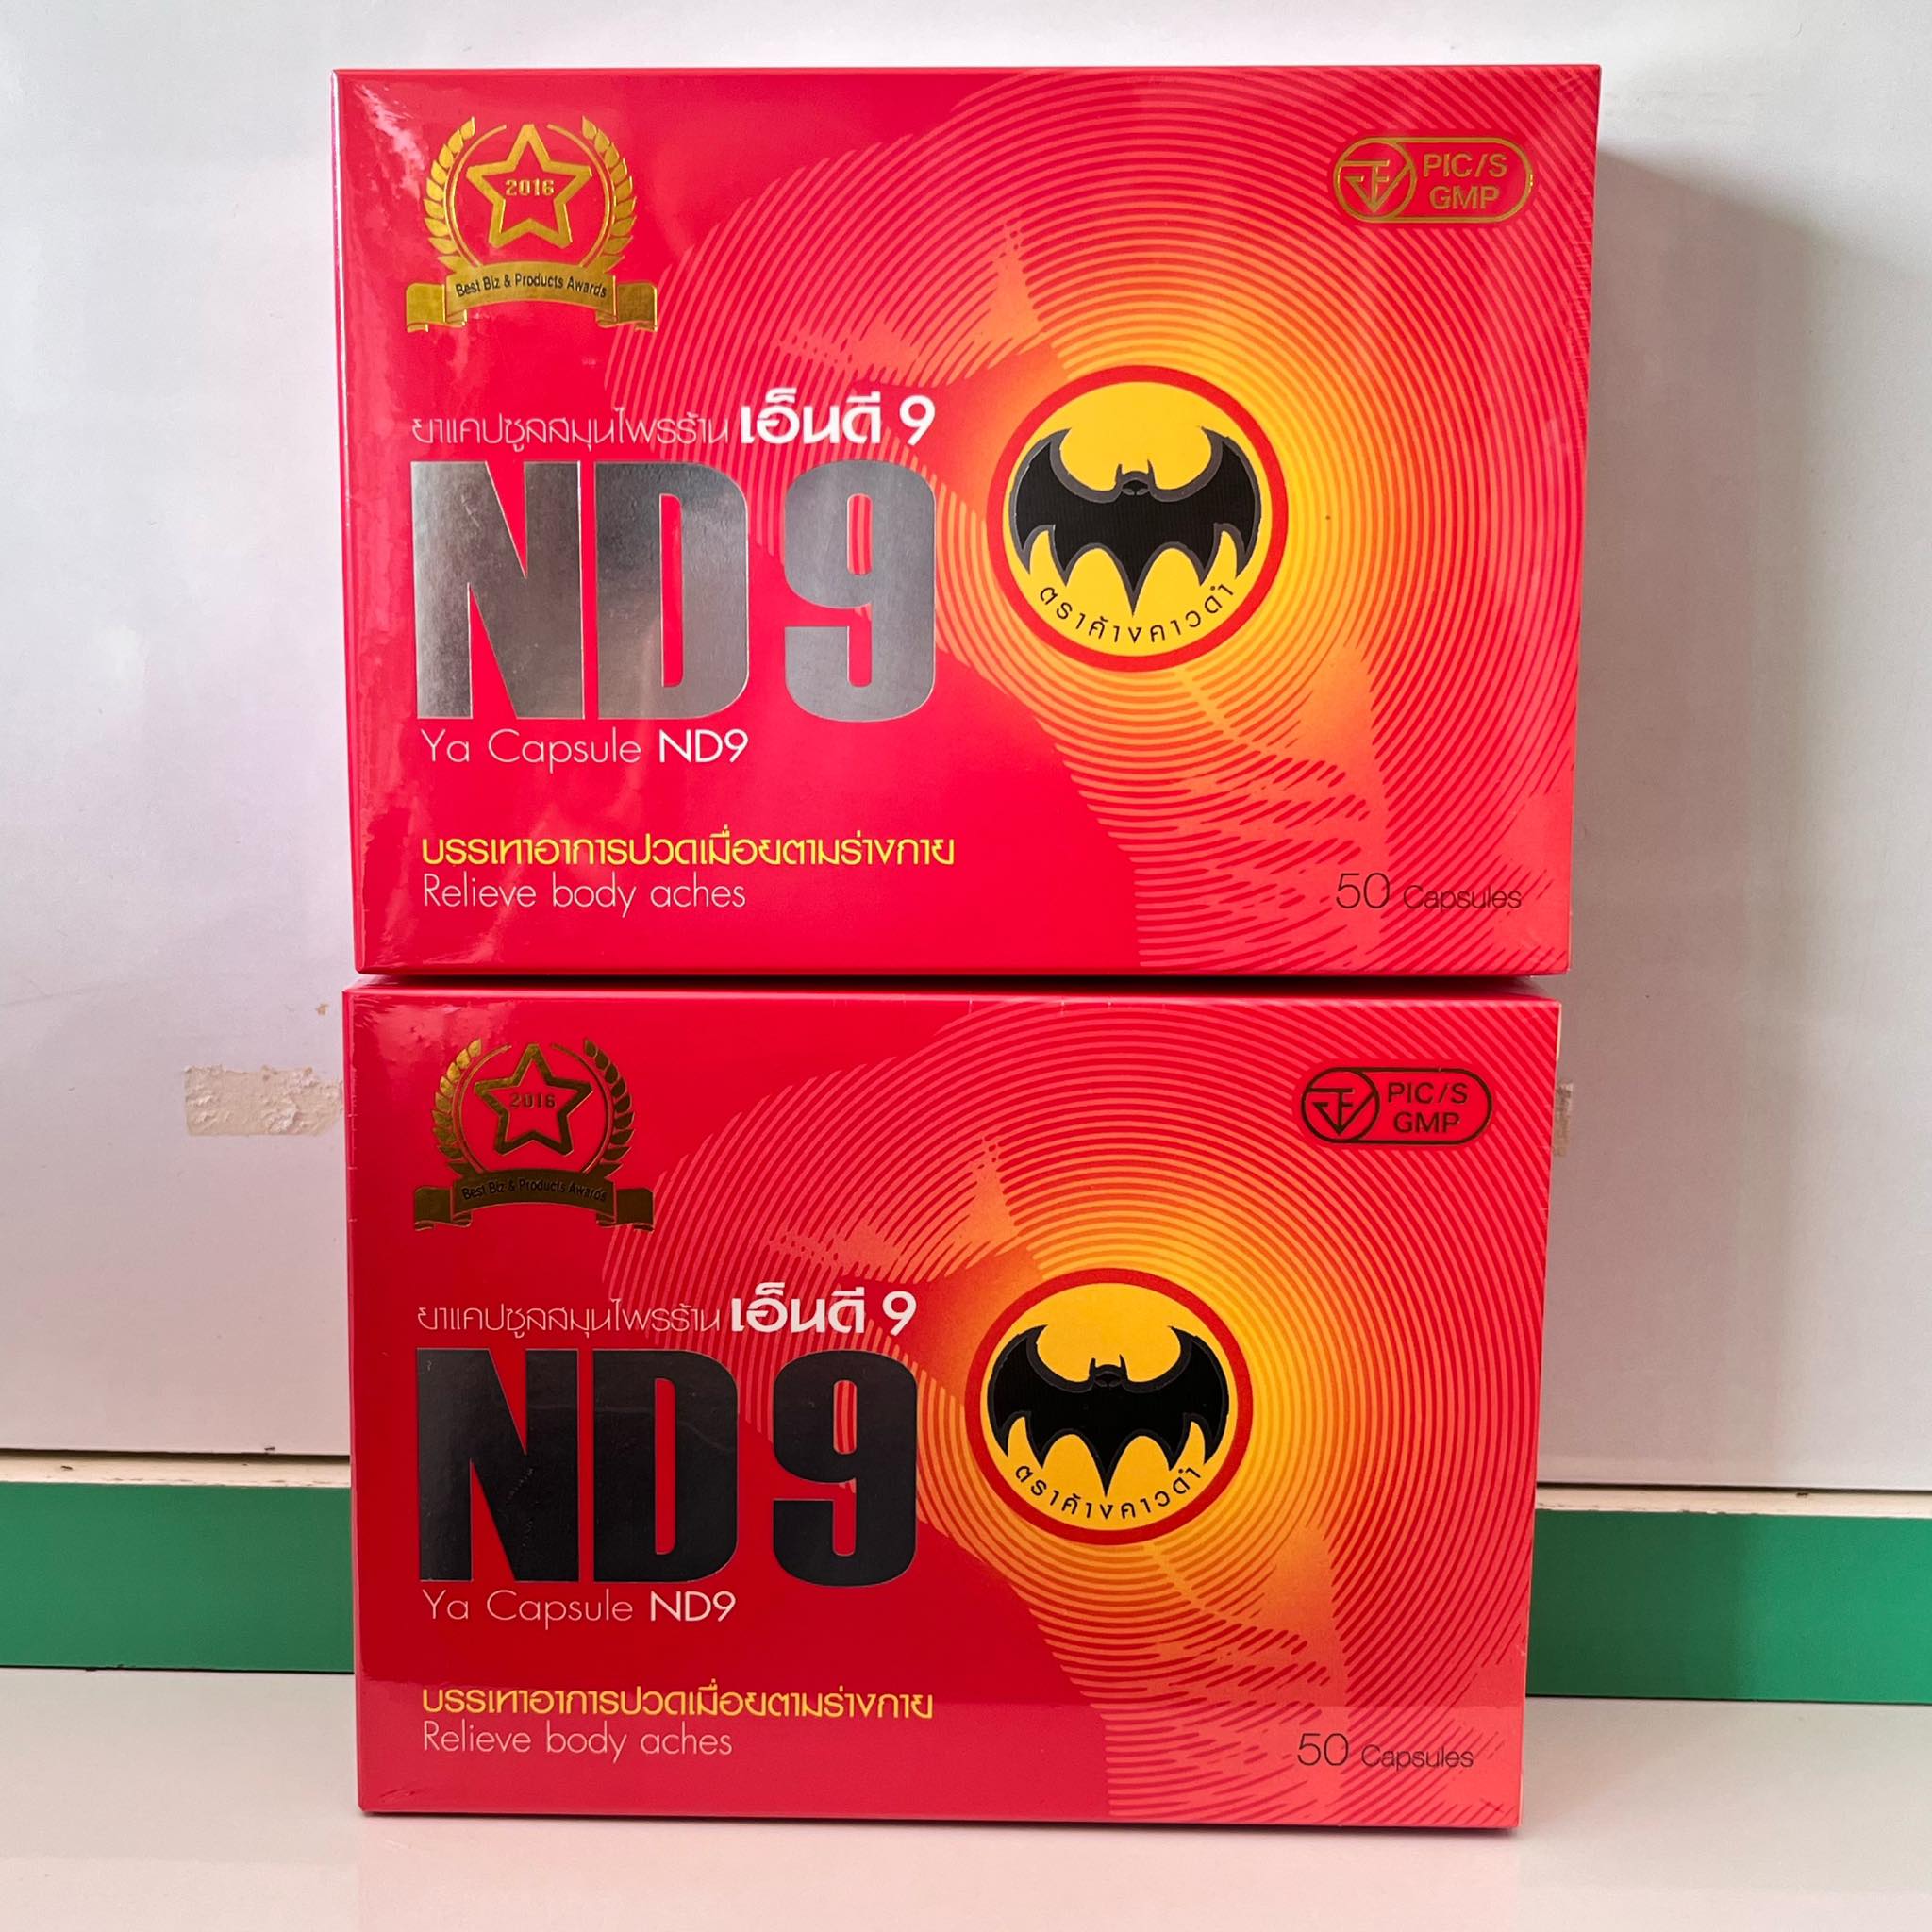 2016
Best Biz & Products Awards
PIC/S
GMP
ยาแคปซูลสมุนไพรร้าน เอ็นดี 9
ND9
ตราค้างคาวดำ
Ya Capsule ND9
บรรเทาอาการปวดเมื่อยตามร่างกาย
Relieve body aches
50 Capsules
2016
Best Biz & Products Awards
PIC/S
GMP
ยาแคปซูลสมุนไพรร้าน เอ็นดี 9
ND9
ตราค้างคาวดำ
Ya Capsule ND9
บรรเทาอาการปวดเมื่อยตามร่างกาย
Relieve body aches
50 Capsules